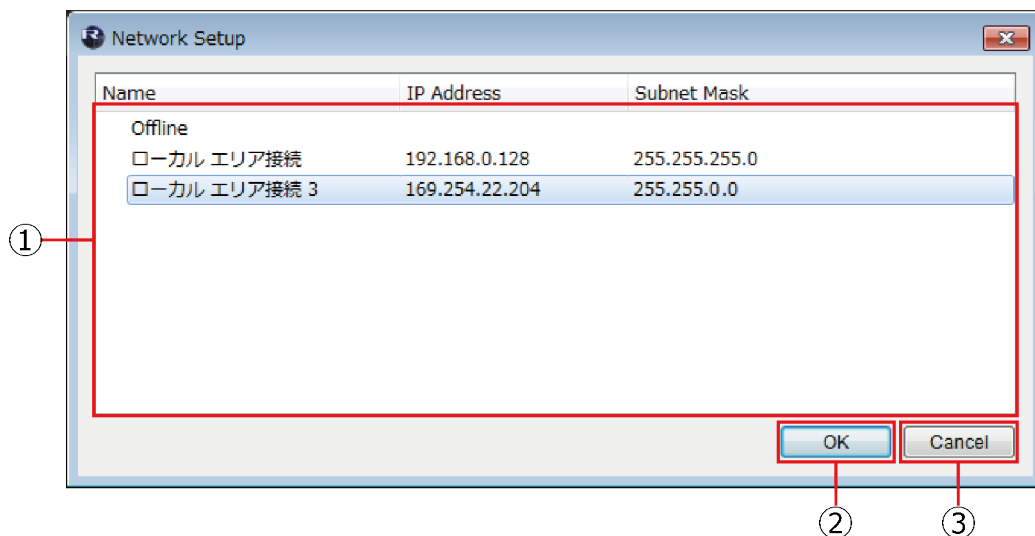 Network Setup
Name IP Address Subnet Mask
Offline
ローカル エリア接続 192.168.0.128 255.255.255.0
ローカル エリア接続 3 169.254.22.204 255.255.0.0
①
OK Cancel
② ③